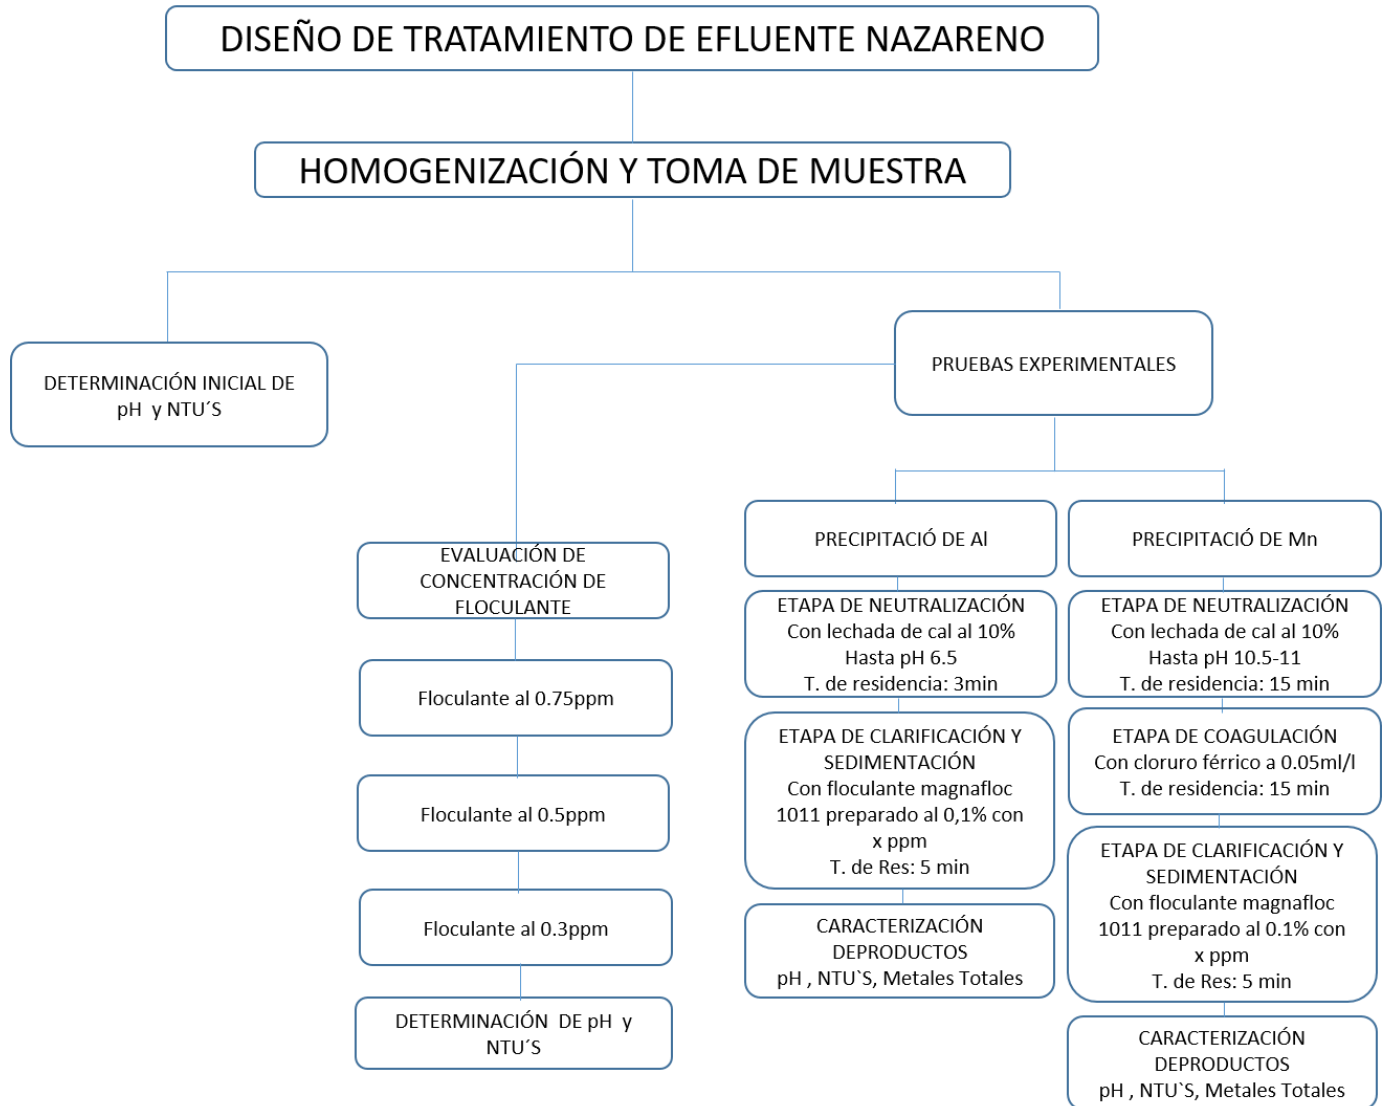 DISEÑO DE TRATAMIENTO DE EFLUENTE NAZARENO
HOMOGENIZACIÓN Y TOMA DE MUESTRA
DETERMINACIÓN INICIAL DE
pH y NTU´S
PRUEBAS EXPERIMENTALES
EVALUACIÓN DE
CONCENTRACIÓN DE
FLOCULANTE
Floculante al 0.75ppm
Floculante al 0.5ppm
Floculante al 0.3ppm
DETERMINACIÓN DE pH y
NTU´S
PRECIPITACIÓ DE Al
ETAPA DE NEUTRALIZACIÓN
Con lechada de cal al 10%
Hasta pH 6.5
T. de residencia: 3min
ETAPA DE CLARIFICACIÓN Y
SEDIMENTACIÓN
Con floculante magnafloc
1011 preparado al 0,1% con
x ppm
T. de Res: 5 min
CARACTERIZACIÓN
DEPRODUCTOS
pH , NTU`S, Metales Totales
PRECIPITACIÓ DE Mn
ETAPA DE NEUTRALIZACIÓN
Con lechada de cal al 10%
Hasta pH 10.5-11
T. de residencia: 15 min
ETAPA DE COAGULACIÓN
Con cloruro férrico a 0.05ml/l
T. de residencia: 15 min
ETAPA DE CLARIFICACIÓN Y
SEDIMENTACIÓN
Con floculante magnafloc
1011 preparado al 0.1% con
x ppm
T. de Res: 5 min
CARACTERIZACIÓN
DEPRODUCTOS
pH , NTU`S, Metales Totales